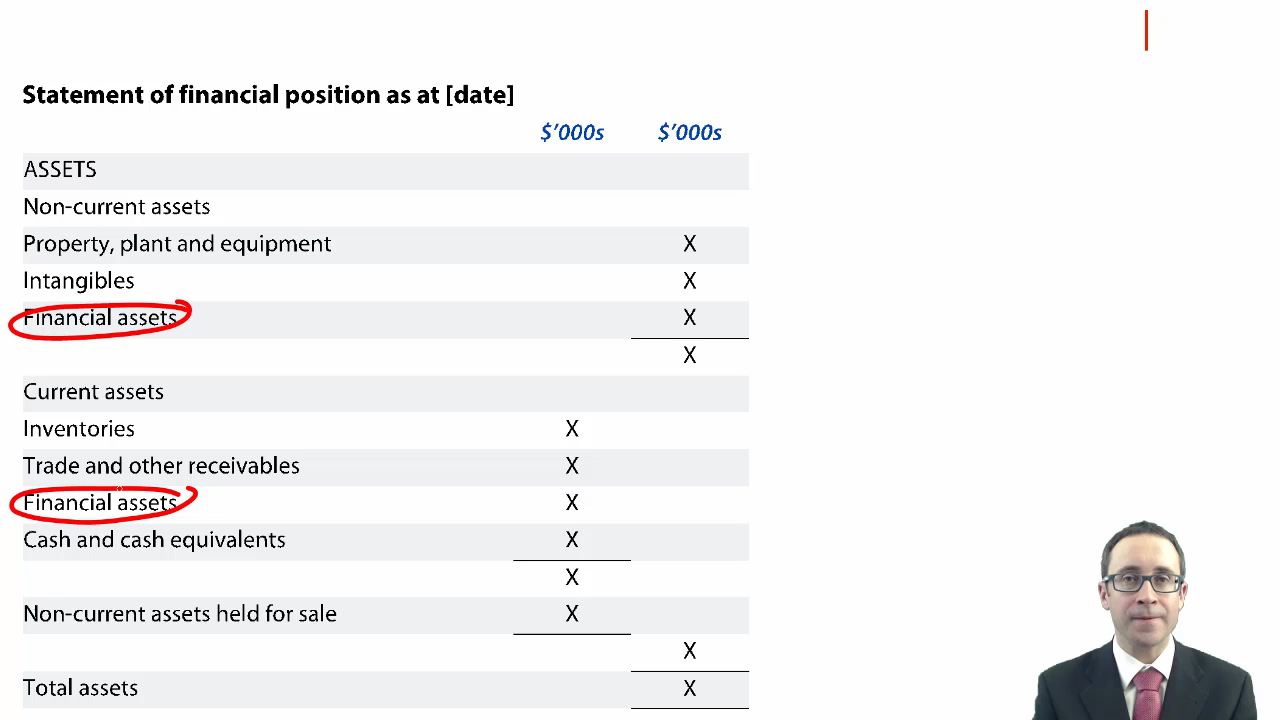 Statement of financial position as at [date]
$'000s $'000s
ASSETS
Non-current assets
Property, plant and equipment X
Intangibles X
Financial assets X
X
Current assets
Inventories X
Trade and other receivables X
Financial assets X
Cash and cash equivalents X
X
Non-current assets held for sale X
X
Total assets X